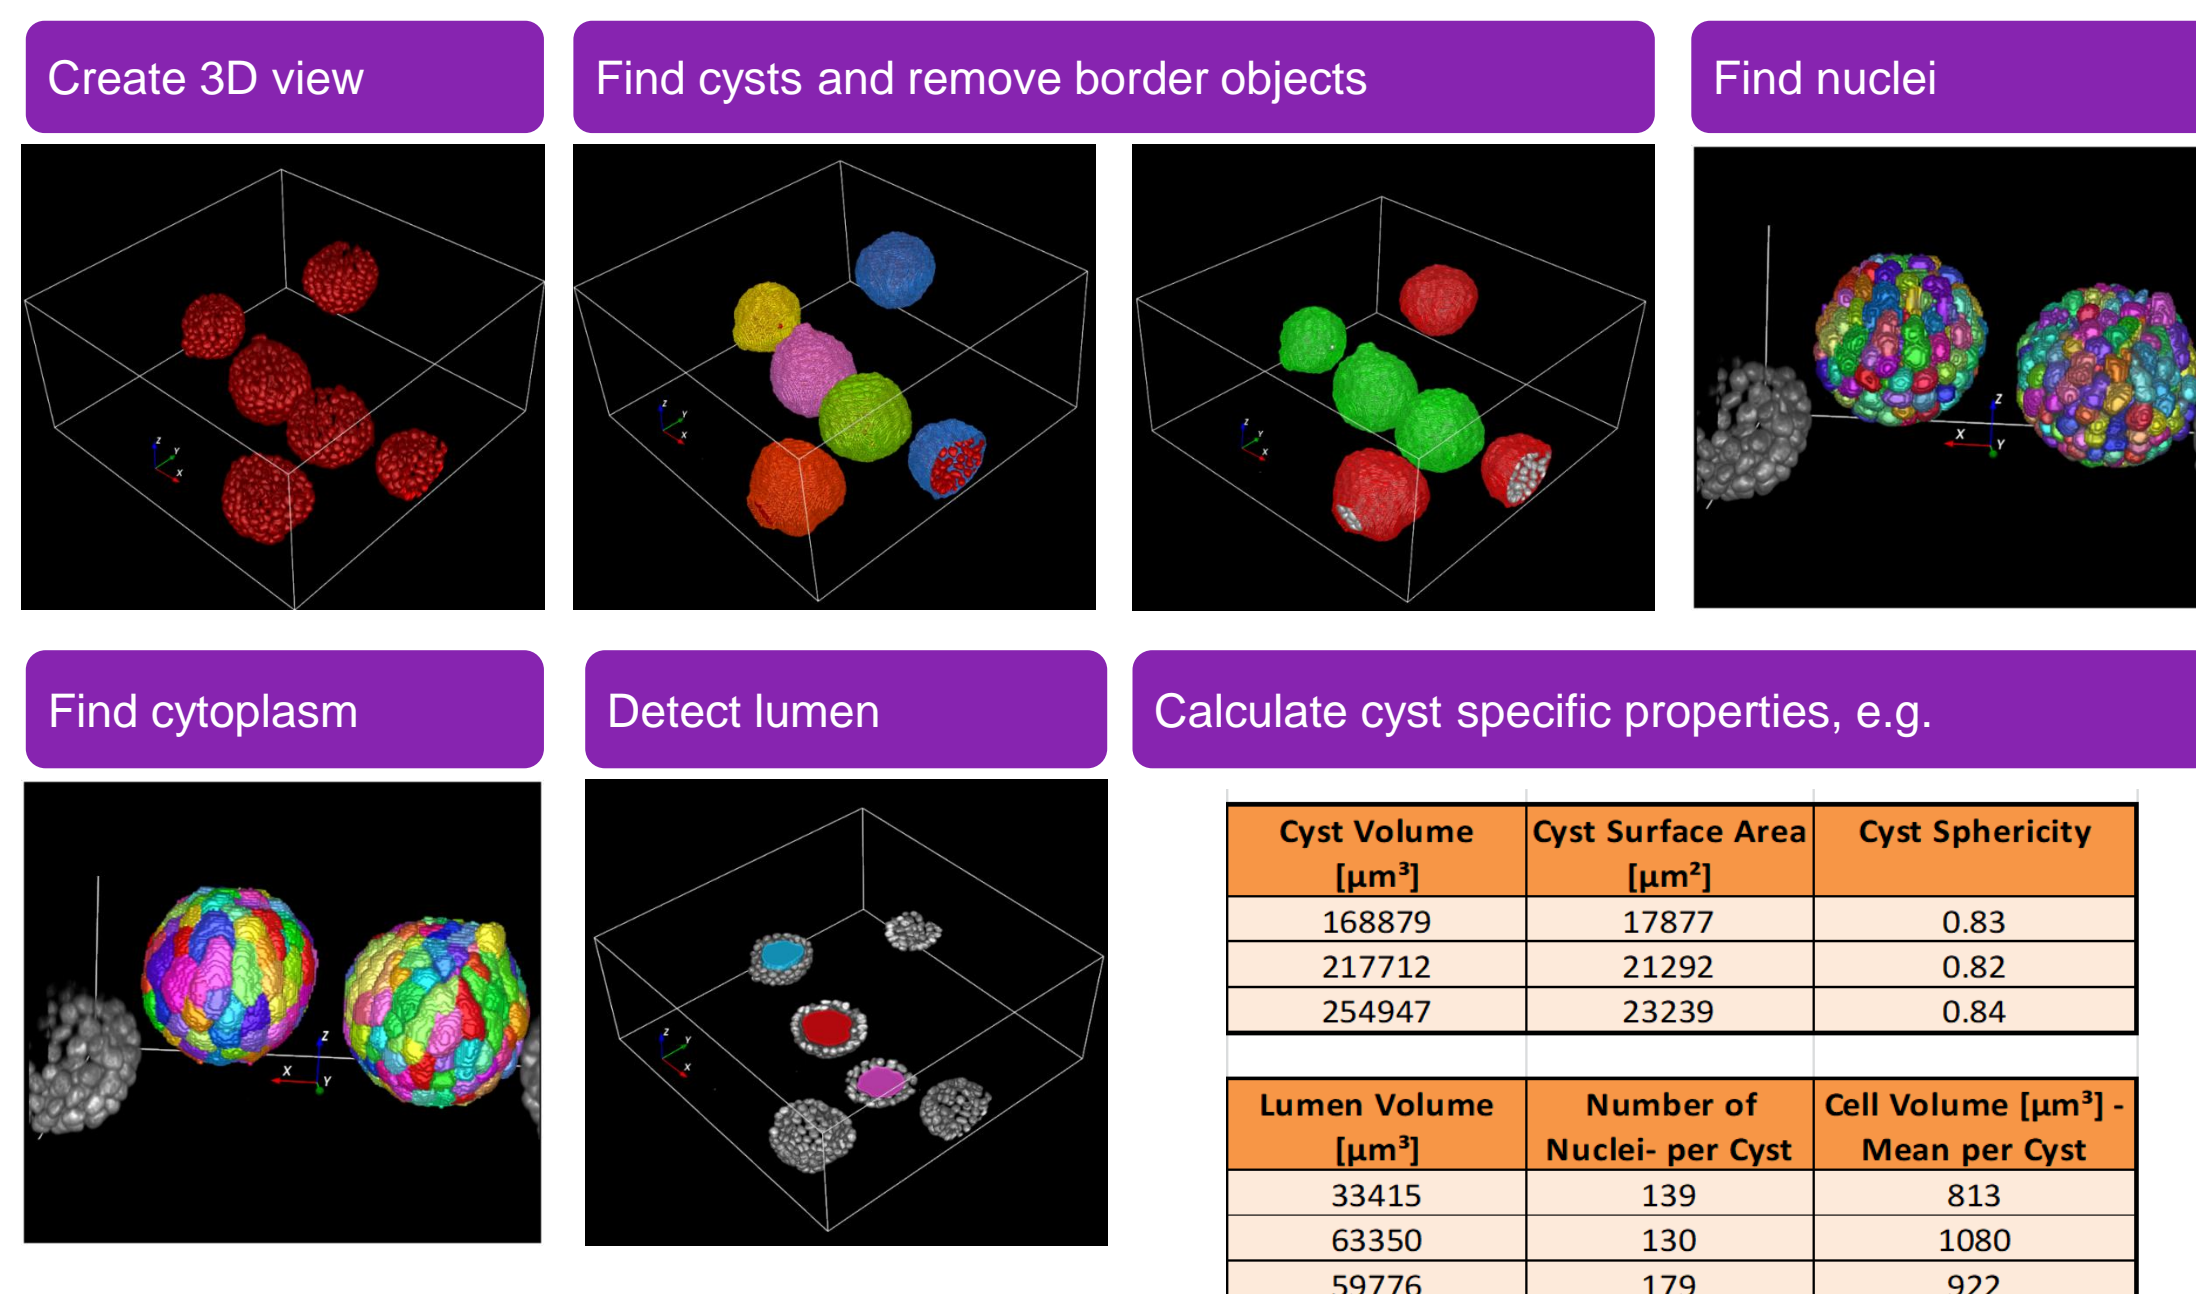 Create 3D view
Find cysts and remove border objects
Find nuclei
Z
Y
X
Z
Y
X
Z
Y
X
Z
X
Y
Find cytoplasm
Detect lumen
Calculate cyst specific properties, e.g.
Z
X
Y
Z
Y
X
Cyst Volume [µm³] Cyst Surface Area [µm²] Cyst Sphericity
168879 17877 0.83
217712 21292 0.82
254947 23239 0.84
Lumen Volume [µm³] Number of Nuclei- per Cyst Cell Volume [µm³] - Mean per Cyst
33415 139 813
63350 130 1080
59776 179 922